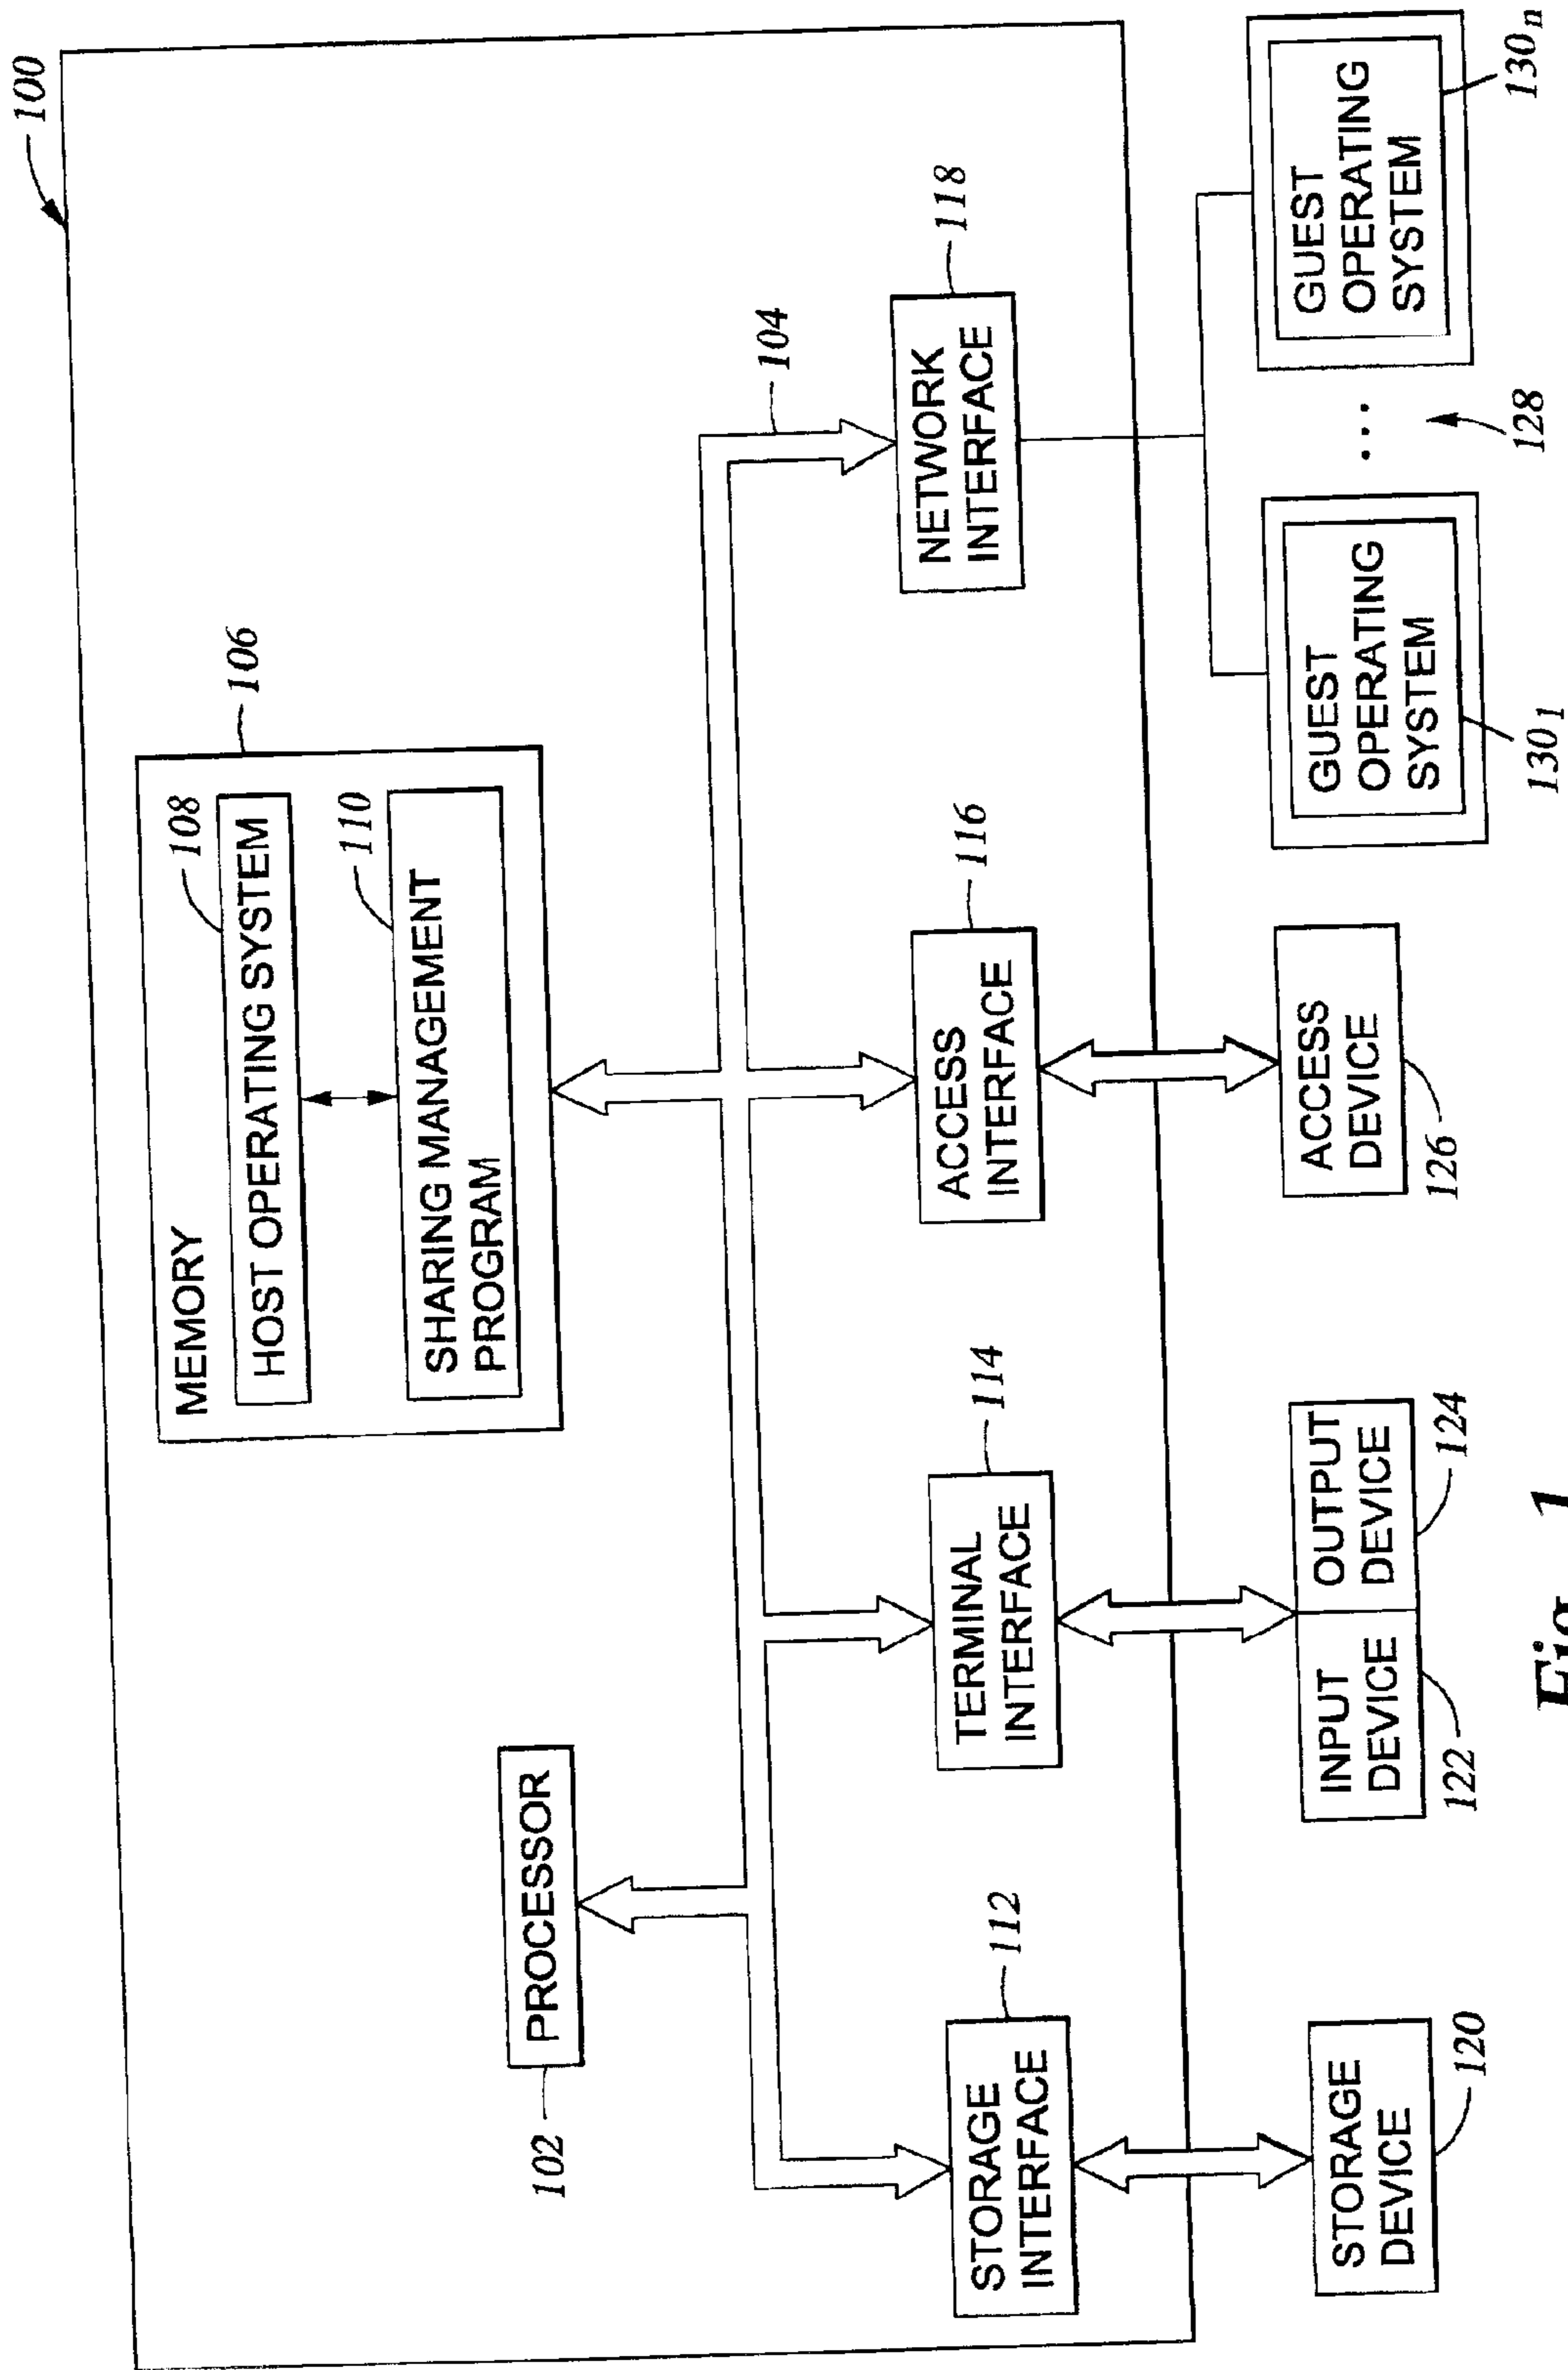 100
106
MEMORY
108
HOST OPERATING SYSTEM
110
SHARING MANAGEMENT
PROGRAM
PROCESSOR
102
104
112
STORAGE
INTERFACE
114
TERMINAL
INTERFACE
116
ACCESS
INTERFACE
118
NETWORK
INTERFACE
STORAGE
DEVICE
120
INPUT
DEVICE
122
OUTPUT
DEVICE
124
ACCESS
DEVICE
126
GUEST
OPERATING
SYSTEM
130₁
...
128
GUEST
OPERATING
SYSTEM
130ₙ
Fig. 1